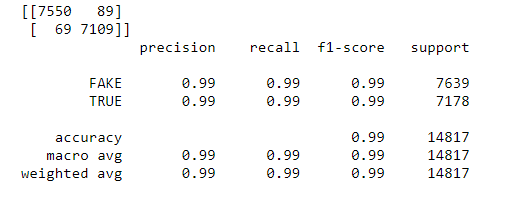 [[7550 89]
[ 69 7109]]
precision recall f1-score support
FAKE 0.99 0.99 0.99 7639
TRUE 0.99 0.99 0.99 7178
accuracy 0.99 14817
macro avg 0.99 0.99 0.99 14817
weighted avg 0.99 0.99 0.99 14817